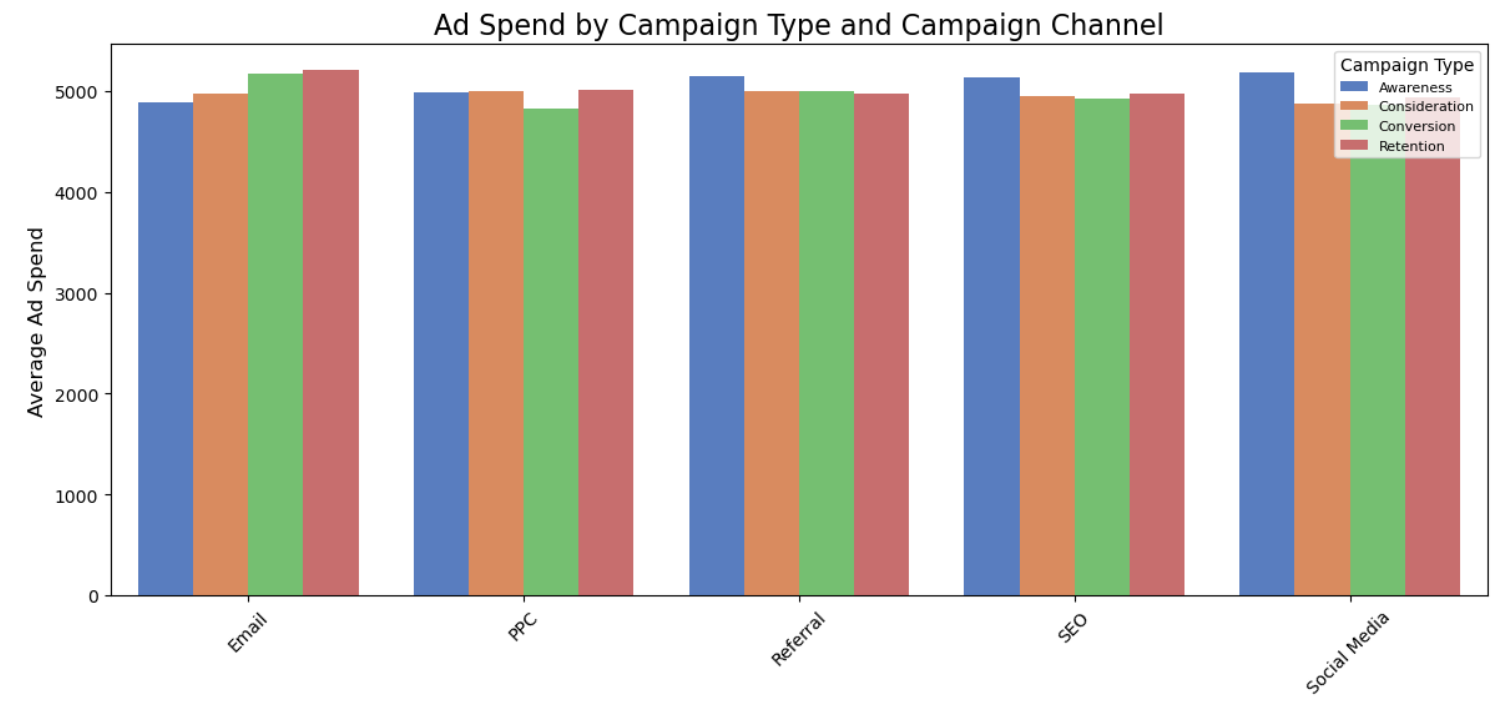 Ad Spend by Campaign Type and Campaign Channel
Campaign Type
Awareness
Consideration
Conversion
Retention
Average Ad Spend
5000
4000
3000
2000
1000
0
Email
PPC
Referral
SEO
Social Media